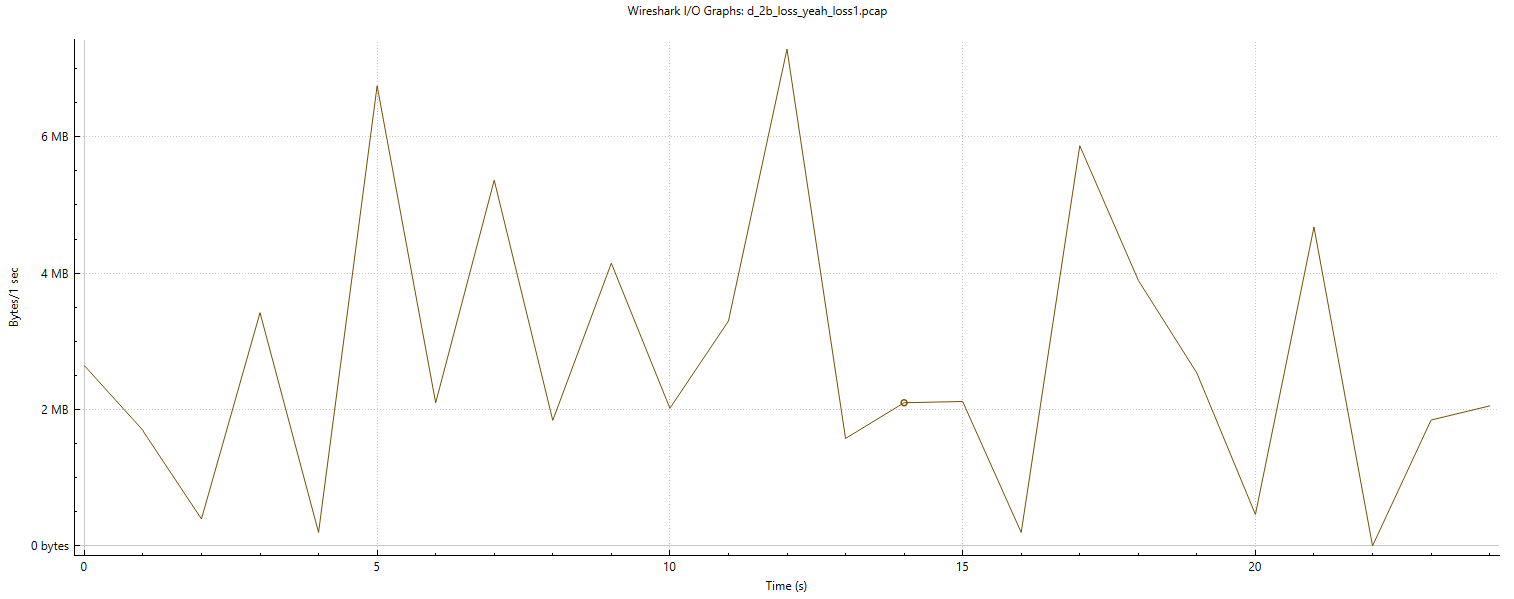 Wireshark I/O Graphs: d_2b_loss_yeah_loss1.pcap
6 MB
4 MB
2 MB
0 bytes
Bytes/1 sec
0 5 10 15 20
Time (s)